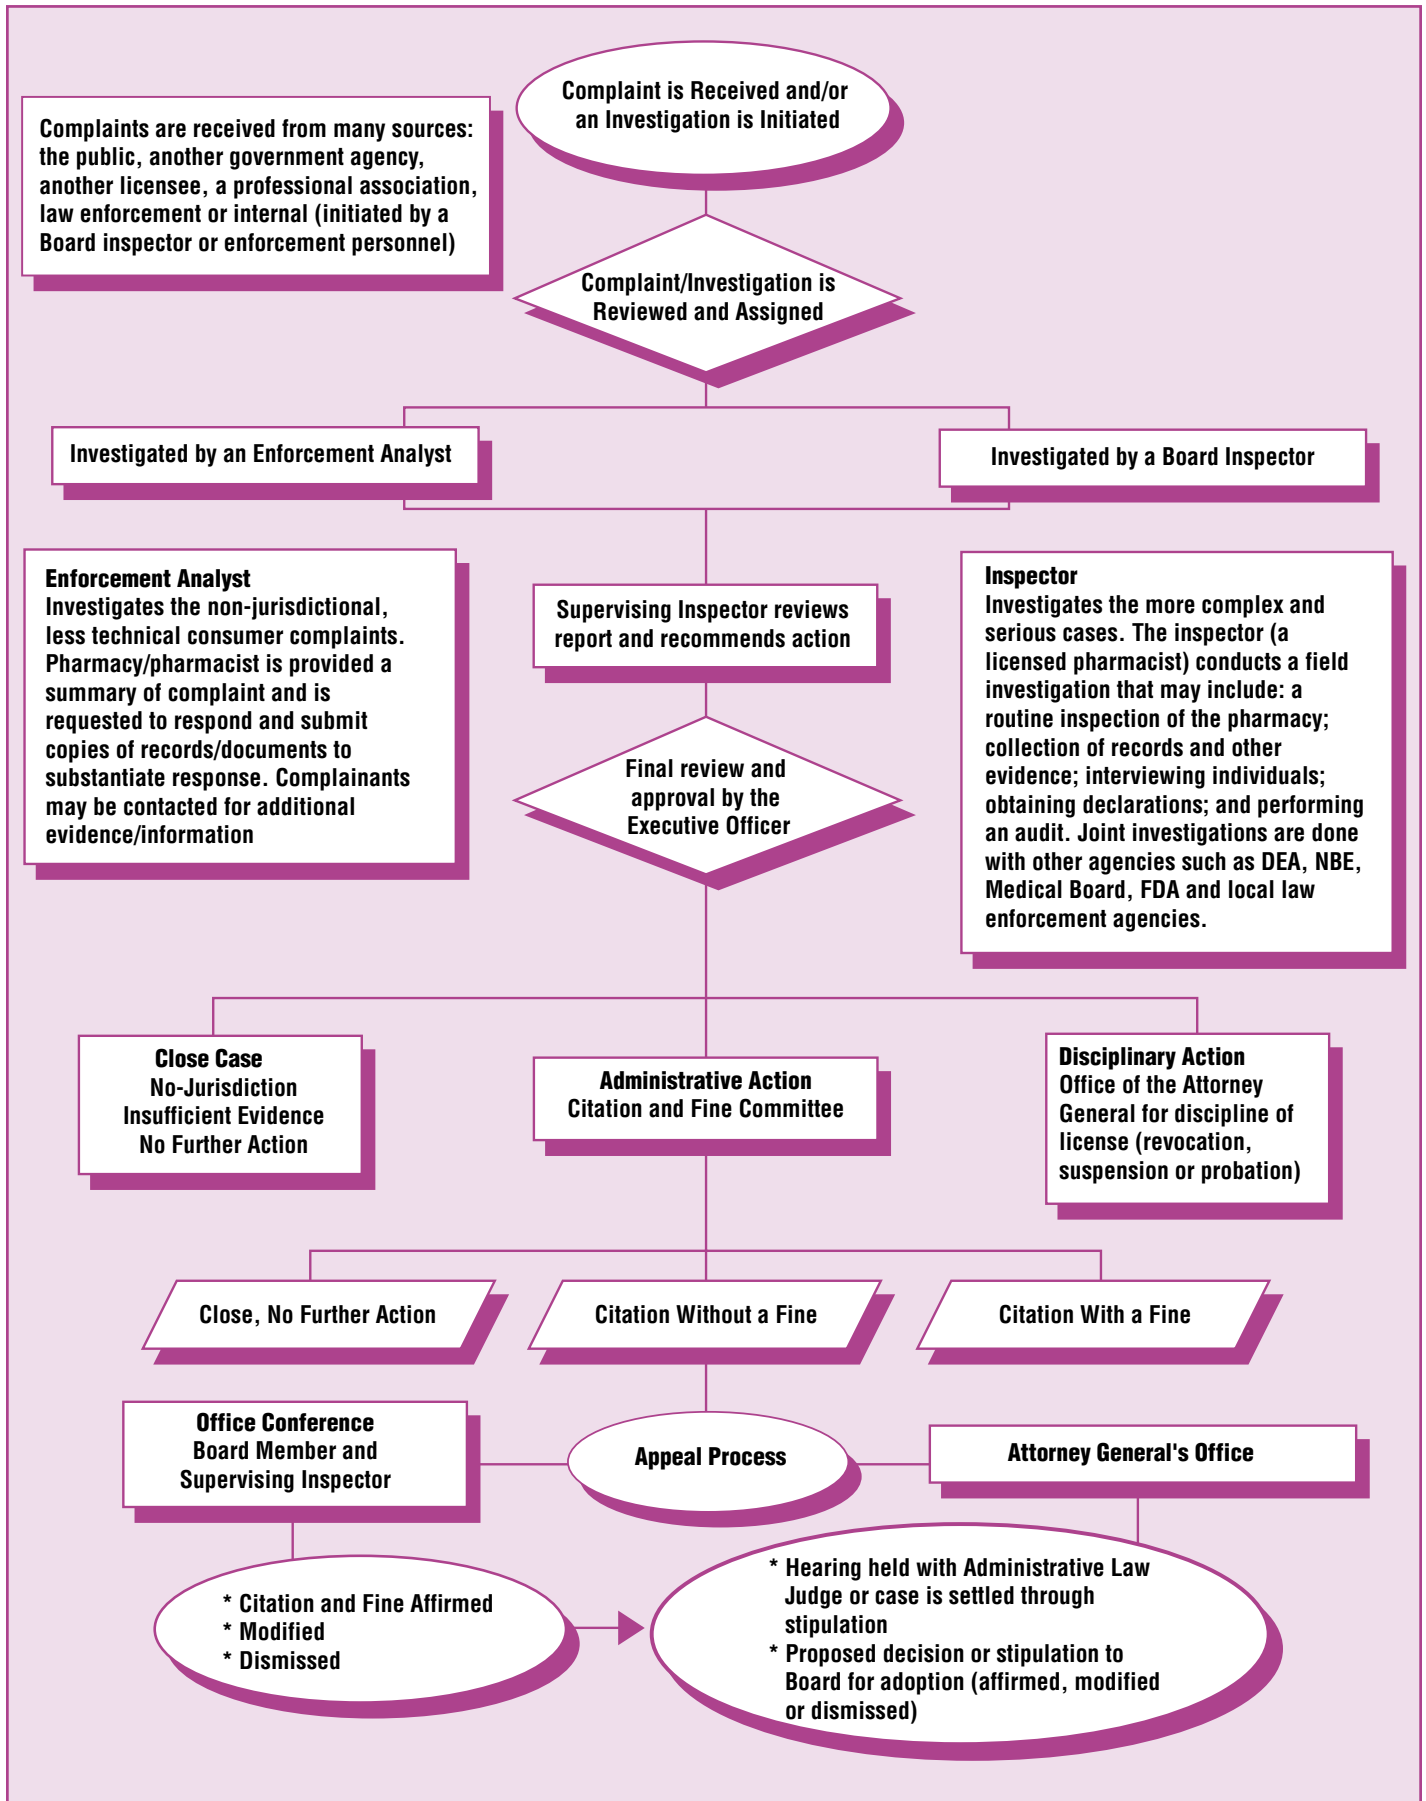 Complaint is Received and/or
an Investigation is Initiated
Complaints are received from many sources:
the public, another government agency,
another licensee, a professional association,
law enforcement or internal (initiated by a
Board inspector or enforcement personnel)
Complaint/Investigation is
Reviewed and Assigned
Investigated by an Enforcement Analyst
Investigated by a Board Inspector
Enforcement Analyst
Investigates the non-jurisdictional,
less technical consumer complaints.
Pharmacy/pharmacist is provided a
summary of complaint and is
requested to respond and submit
copies of records/documents to
substantiate response. Complainants
may be contacted for additional
evidence/information
Supervising Inspector reviews
report and recommends action
Final review and
approval by the
Executive Officer
Inspector
Investigates the more complex and
serious cases. The inspector (a
licensed pharmacist) conducts a field
investigation that may include: a
routine inspection of the pharmacy;
collection of records and other
evidence; interviewing individuals;
obtaining declarations; and performing
an audit. Joint investigations are done
with other agencies such as DEA, NBE,
Medical Board, FDA and local law
enforcement agencies.
Close Case
No-Jurisdiction
Insufficient Evidence
No Further Action
Administrative Action
Citation and Fine Committee
Disciplinary Action
Office of the Attorney
General for discipline of
license (revocation,
suspension or probation)
Close, No Further Action
Citation Without a Fine
Citation With a Fine
Office Conference
Board Member and
Supervising Inspector
Appeal Process
Attorney General's Office
* Citation and Fine Affirmed
* Modified
* Dismissed
* Hearing held with Administrative Law
Judge or case is settled through
stipulation
* Proposed decision or stipulation to
Board for adoption (affirmed, modified
or dismissed)